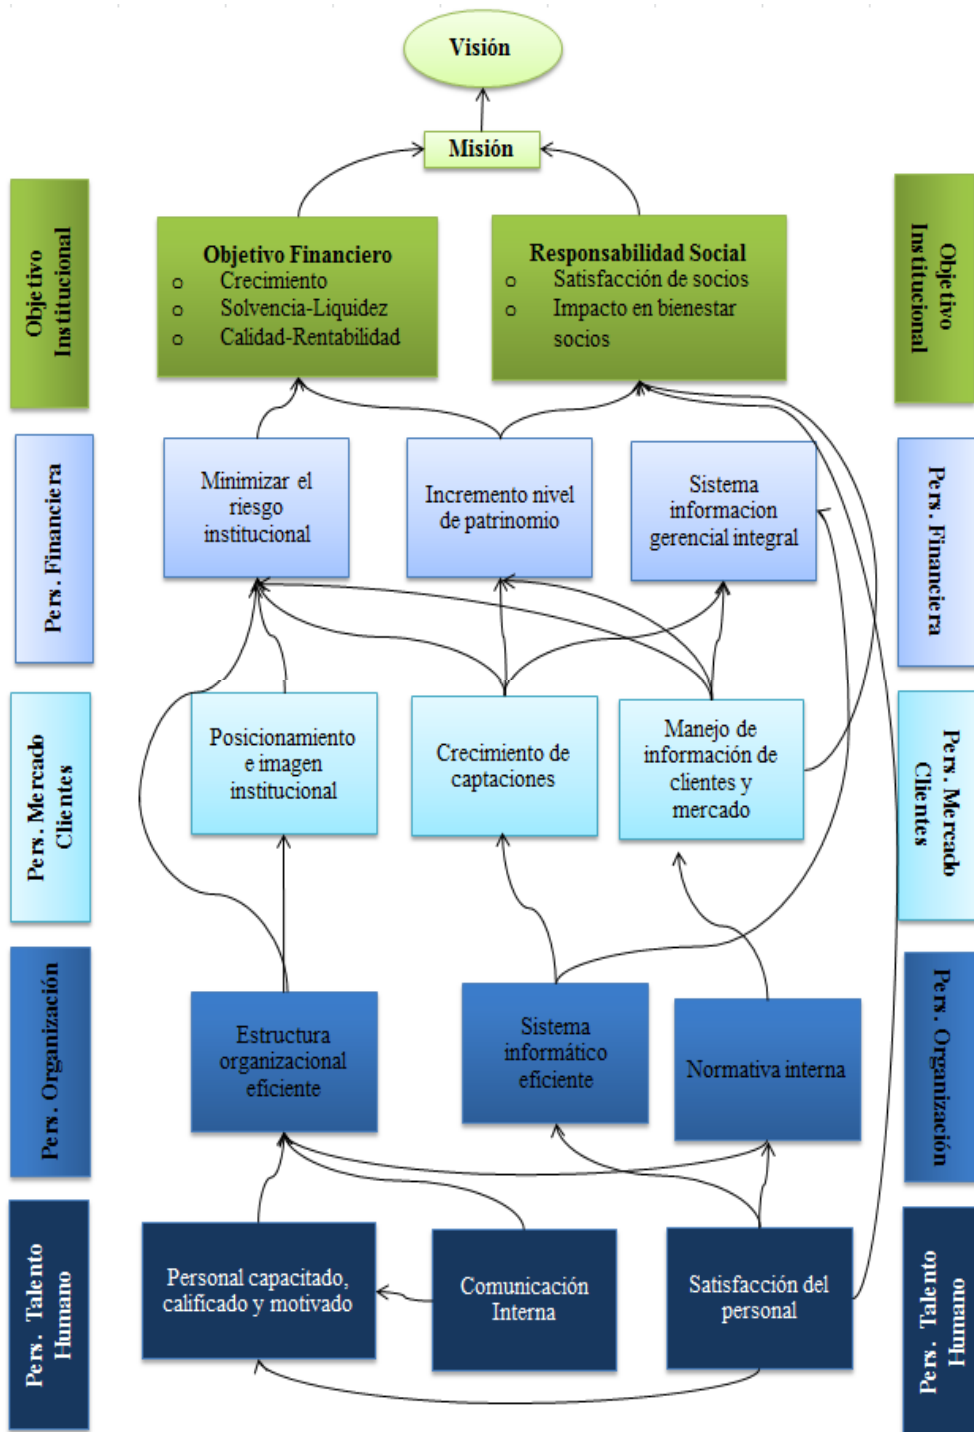 Visión
Misión
Objetivo
Institucional
Objetivo Financiero
o Crecimiento
o Solvencia-Liquidez
o Calidad-Rentabilidad
Responsabilidad Social
o Satisfacción de socios
o Impacto en bienestar
socios
Objetivo
Institucional
Pers. Financiera
Minimizar el
riesgo
institucional
Incremento nivel
de patrinomio
Sistema
informacion
gerencial integral
Pers. Financiera
Pers. Mercado
Clientes
Posicionamiento
e imagen
institucional
Crecimiento de
captaciones
Manejo de
información de
clientes y
mercado
Pers. Mercado
Clientes
Pers. Organización
Estructura
organizacional
eficiente
Sistema
informático
eficiente
Normativa interna
Pers. Organización
Pers. Talento
Humano
Personal capacitado,
calificado y motivado
Comunicación
Interna
Satisfacción del
personal
Pers. Talento
Humano